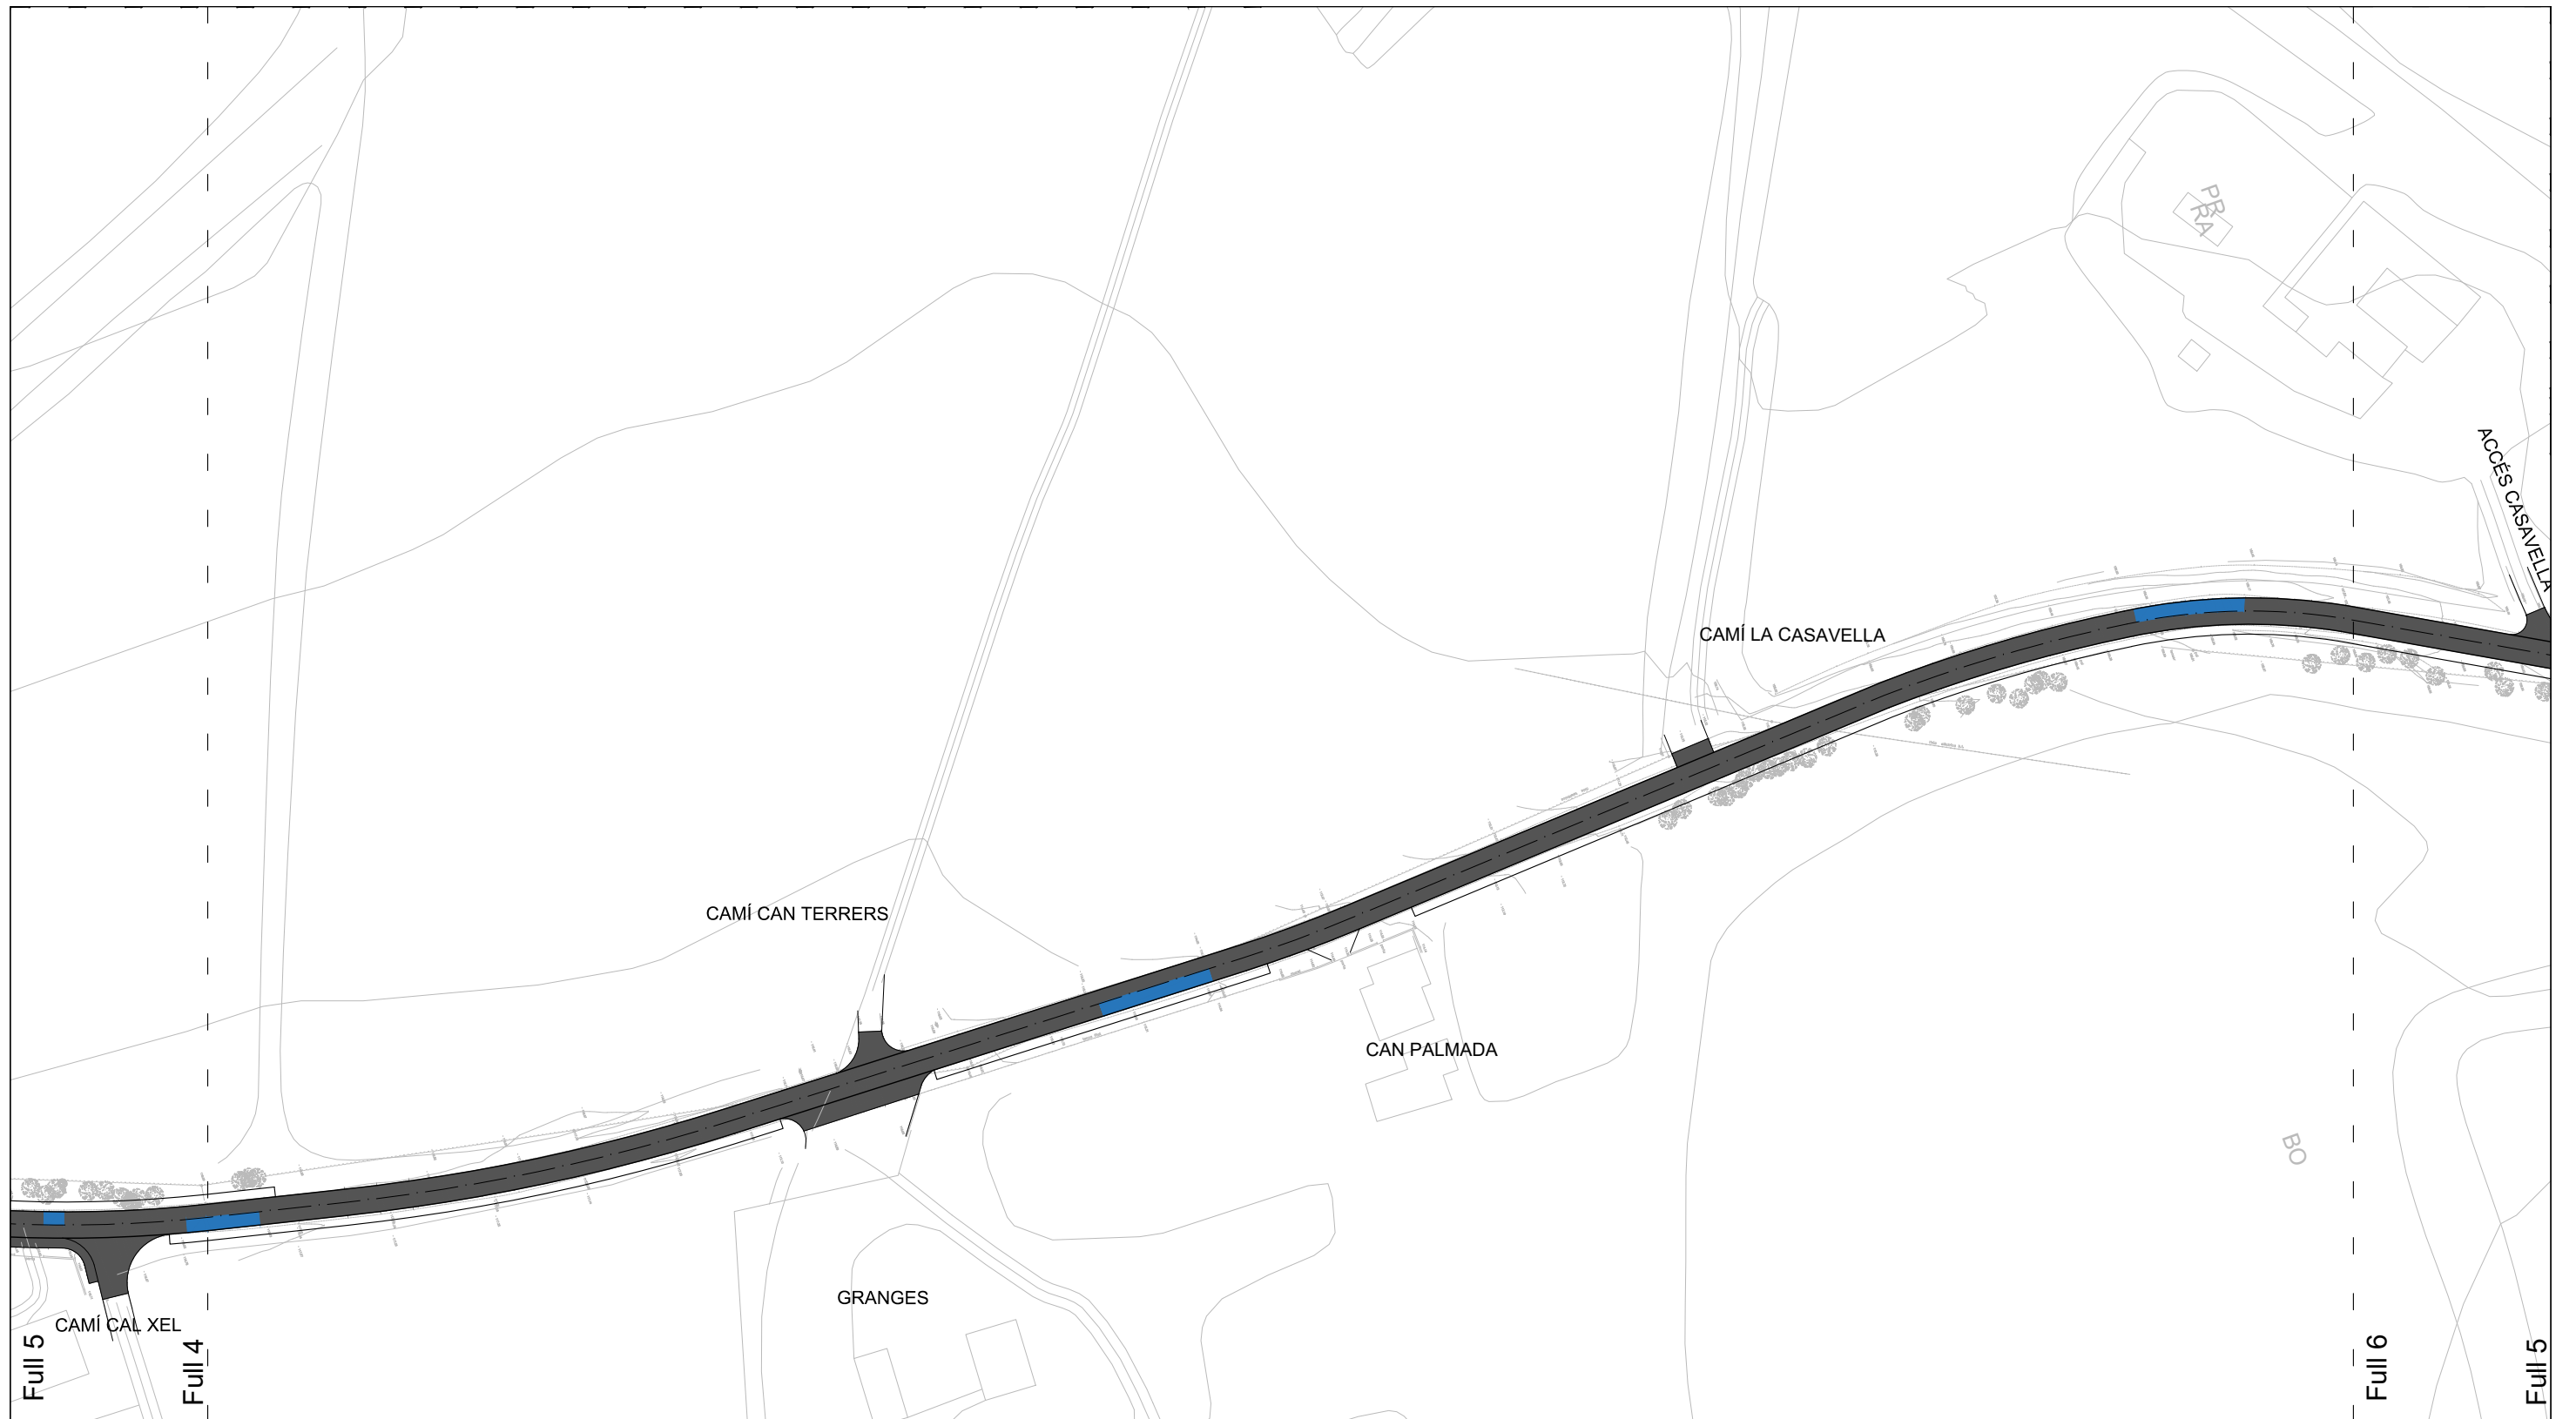 PR
RA
ACCÉS CASAVELLA
CAMÍ LA CASAVELLA
CAMÍ CAN TERRERS
CAN PALMADA
BO
GRANGES
CAMÍ CAL XEL
Full 5
Full 4
Full 6
Full 5